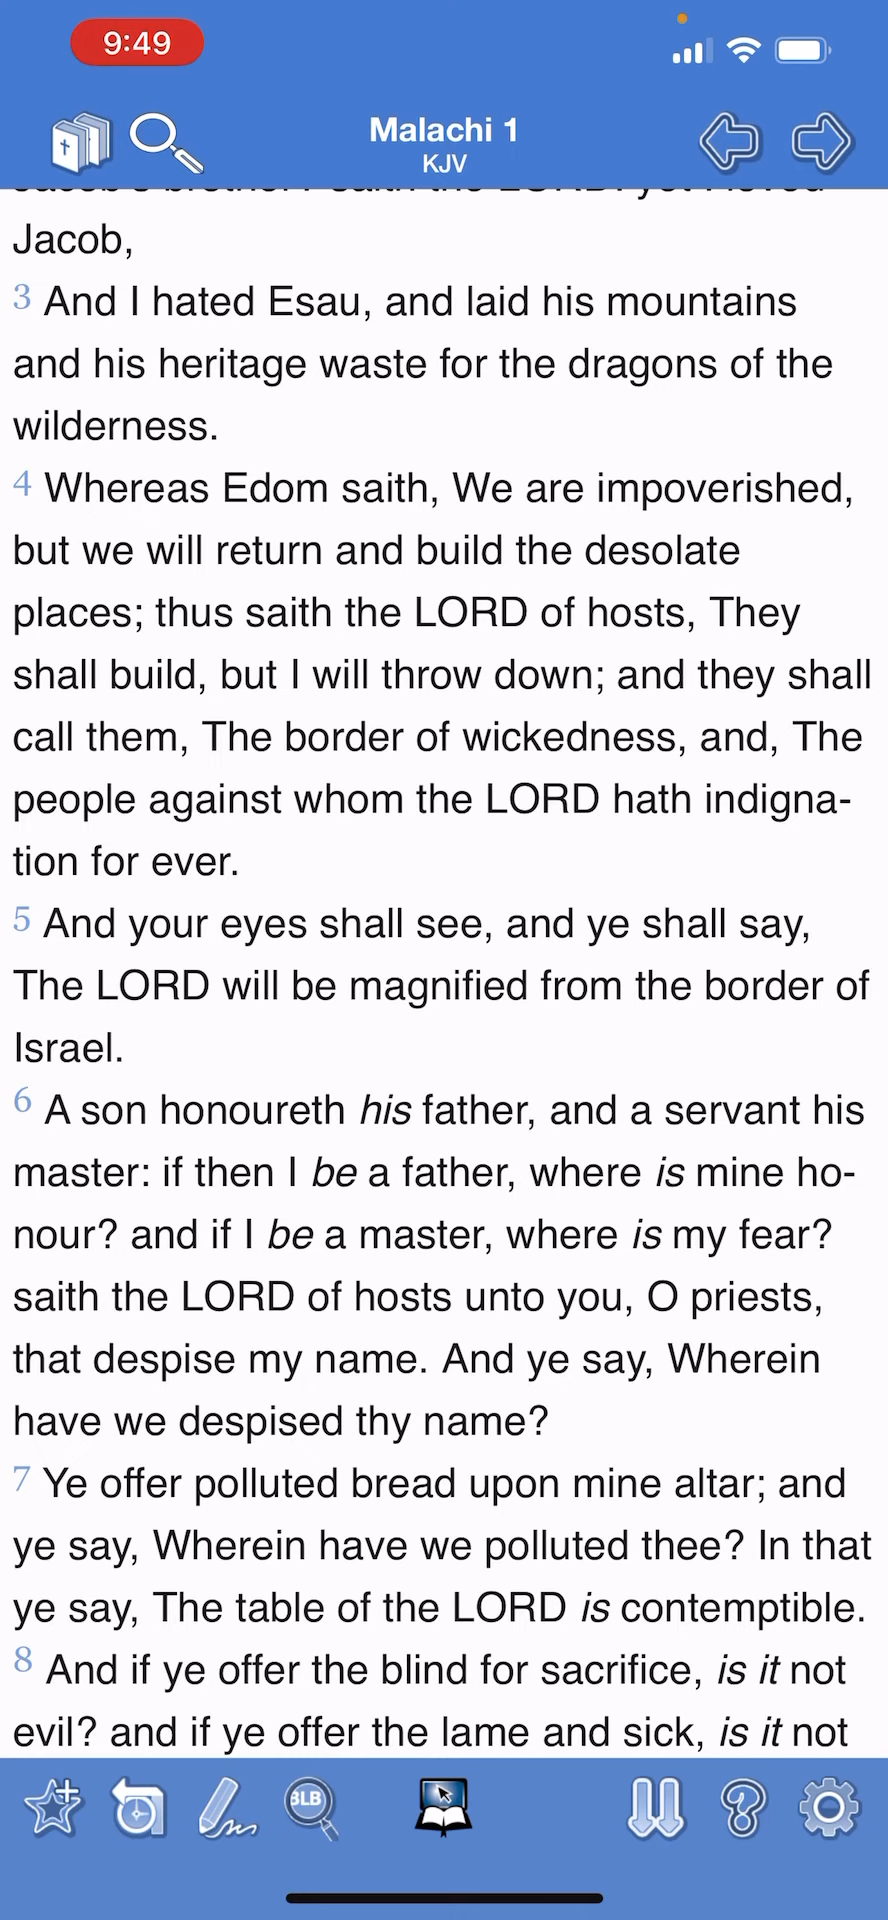 9:49
Malachi 1
KJV
Jacob,
3 And I hated Esau, and laid his mountains
and his heritage waste for the dragons of the
wilderness.
4 Whereas Edom saith, We are impoverished,
but we will return and build the desolate
places; thus saith the LORD of hosts, They
shall build, but I will throw down; and they shall
call them, The border of wickedness, and, The
people against whom the LORD hath indigna-
tion for ever.
5 And your eyes shall see, and ye shall say,
The LORD will be magnified from the border of
Israel.
6 A son honoureth his father, and a servant his
master: if then I be a father, where is mine ho-
nour? and if I be a master, where is my fear?
saith the LORD of hosts unto you, O priests,
that despise my name. And ye say, Wherein
have we despised thy name?
7 Ye offer polluted bread upon mine altar; and
ye say, Wherein have we polluted thee? In that
ye say, The table of the LORD is contemptible.
8 And if ye offer the blind for sacrifice, is it not
evil? and if ye offer the lame and sick, is it not
BLB